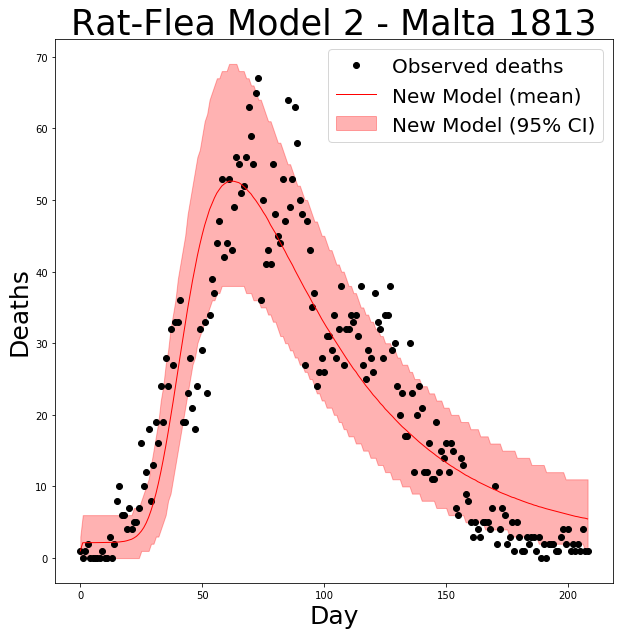 Rat-Flea Model 2 - Malta 1813
Observed deaths
New Model (mean)
New Model (95% CI)
Deaths
70
60
50
40
30
20
10
0
0 50 100 150 200
Day